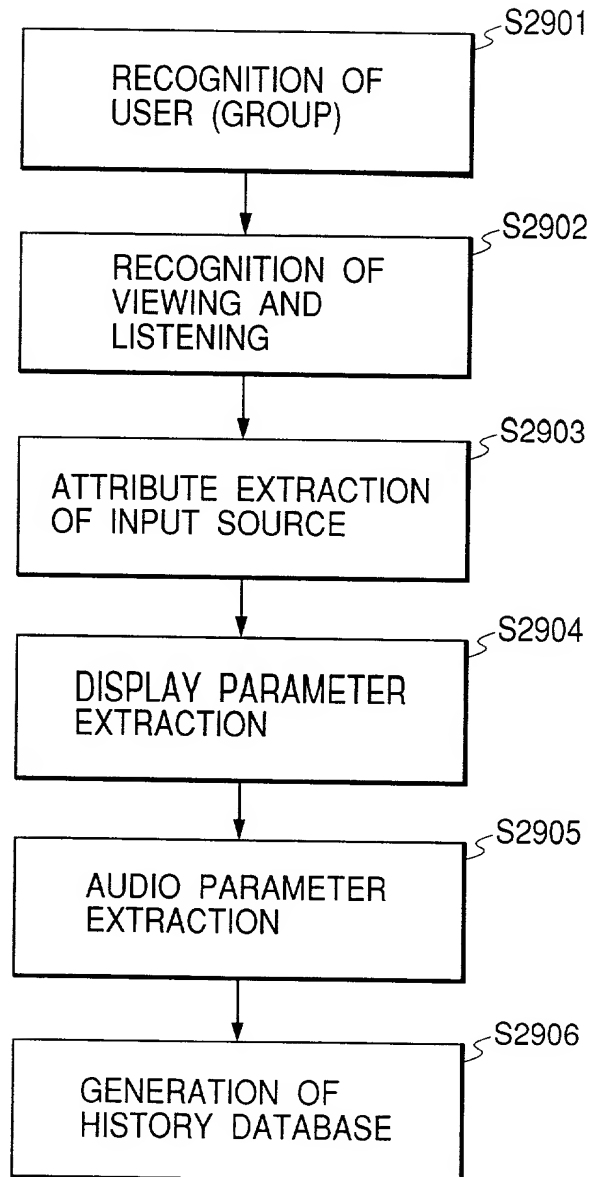 S2901
RECOGNITION OF
USER (GROUP)
S2902
RECOGNITION OF
VIEWING AND
LISTENING
S2903
ATTRIBUTE EXTRACTION
OF INPUT SOURCE
S2904
DISPLAY PARAMETER
EXTRACTION
S2905
AUDIO PARAMETER
EXTRACTION
S2906
GENERATION OF
HISTORY DATABASE